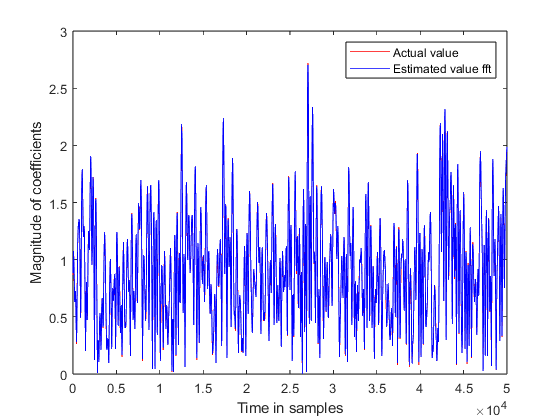 3
2.5
2
1.5
1
0.5
0
Magnitude of coefficients
Actual value
Estimated value fft
0 0.5 1 1.5 2 2.5 3 3.5 4 4.5 5
Time in samples
×10⁴